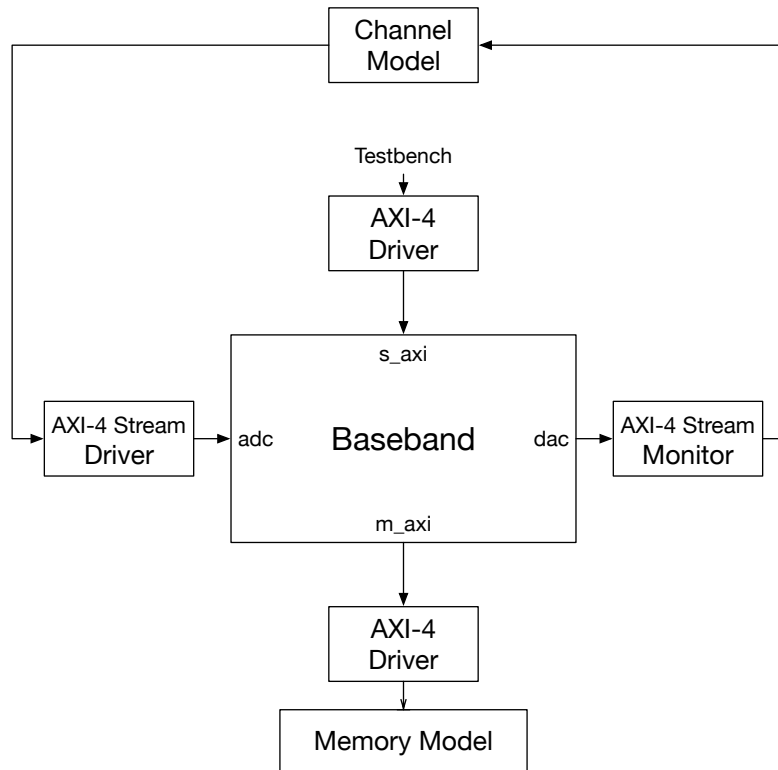 Channel
Model
Testbench
AXI-4
Driver
s_axi
AXI-4 Stream
Driver
adc
Baseband
dac
AXI-4 Stream
Monitor
m_axi
AXI-4
Driver
Memory Model